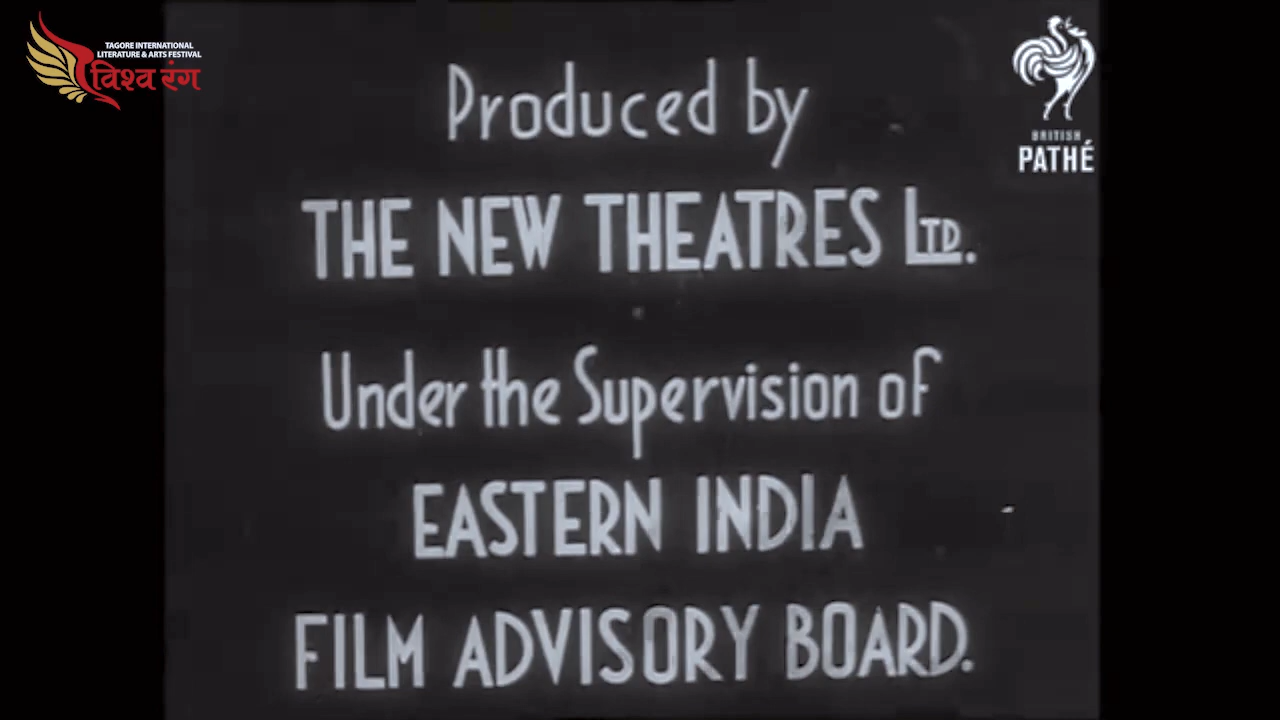 TAGORE INTERNATIONAL
LITERATURE & ARTS FESTIVAL
विश्व रंग
BRITISH
PATHÉ
Produced by
THE NEW THEATRES LTD.
Under the Supervision of
EASTERN INDIA
FILM ADVISORY BOARD.